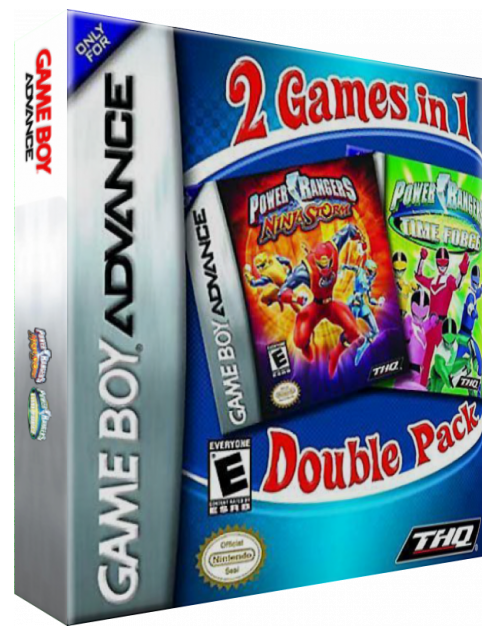 GAME BOY
ADVANCE
ONLY
FOR
GAME BOY ADVANCE
2 Games in 1
POWER RANGERS
NINJA STORM
GAME BOY ADVANCE
E
THQ
POWER RANGERS
TIME FORCE
THQ
Double Pack
EVERYONE
E
CONTENT RATED BY
ESRB
Official
Nintendo
Seal
THQ